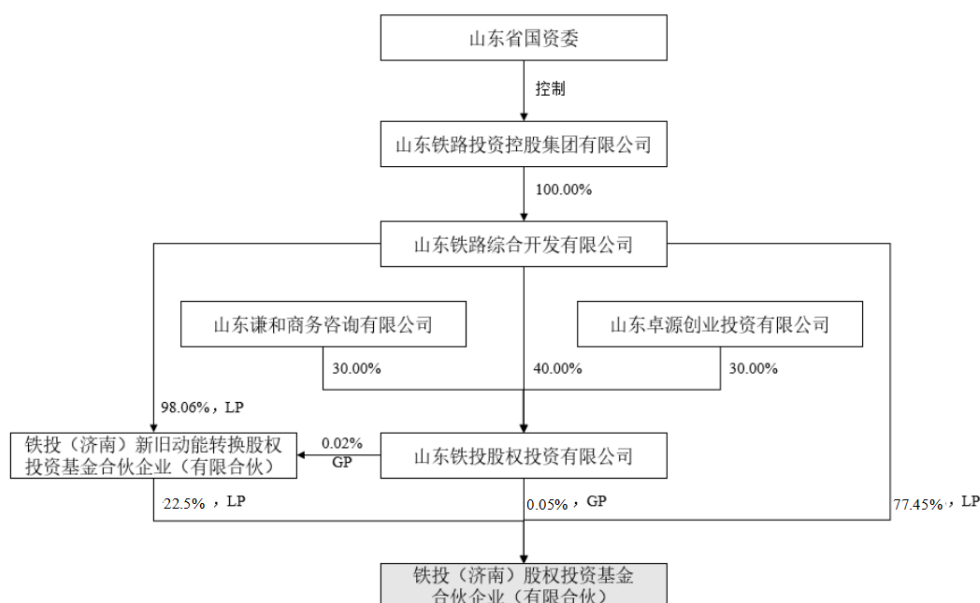 山东省国资委
控制
山东铁路投资控股集团有限公司
100.00%
山东铁路综合开发有限公司
山东谦和商务咨询有限公司
山东卓源创业投资有限公司
30.00%
40.00%
30.00%
98.06%，LP
铁投（济南）新旧动能转换股权
投资基金合伙企业（有限合伙）
0.02%
GP
山东铁投股权投资有限公司
22.5%，LP
0.05%，GP
77.45%，LP
铁投（济南）股权投资基金
合伙企业（有限合伙）